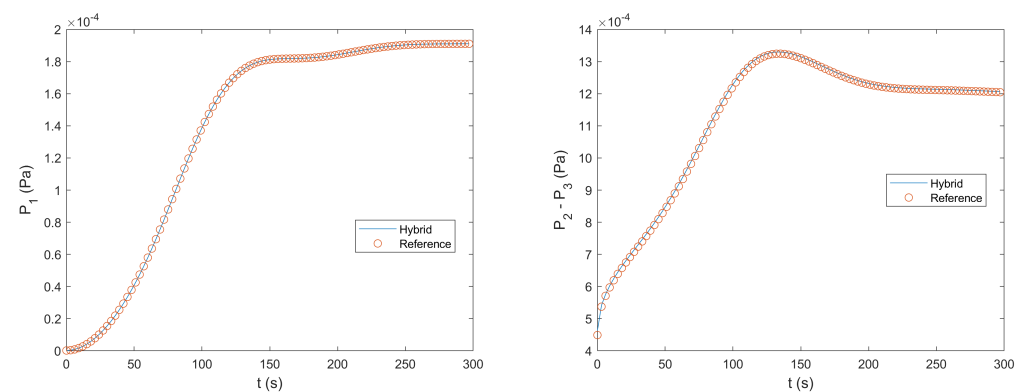 ×10⁻⁴
2
1.8
1.6
1.4
1.2
1
0.8
0.6
0.4
0.2
0
P₁ (Pa)
0 50 100 150 200 250 300
t (s)
Hybrid
Reference
×10⁻⁴
14
13
12
11
10
9
8
7
6
5
4
P₂ - P₃ (Pa)
0 50 100 150 200 250 300
t (s)
Hybrid
Reference